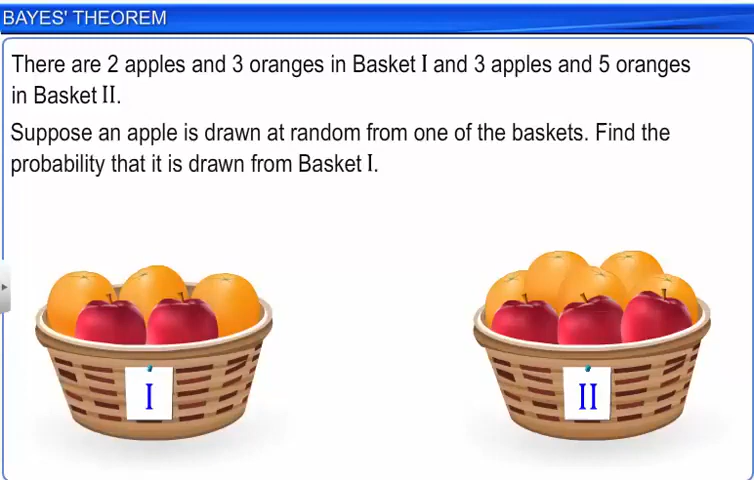 BAYES' THEOREM
There are 2 apples and 3 oranges in Basket I and 3 apples and 5 oranges
in Basket II.
Suppose an apple is drawn at random from one of the baskets. Find the
probability that it is drawn from Basket I.
I
II